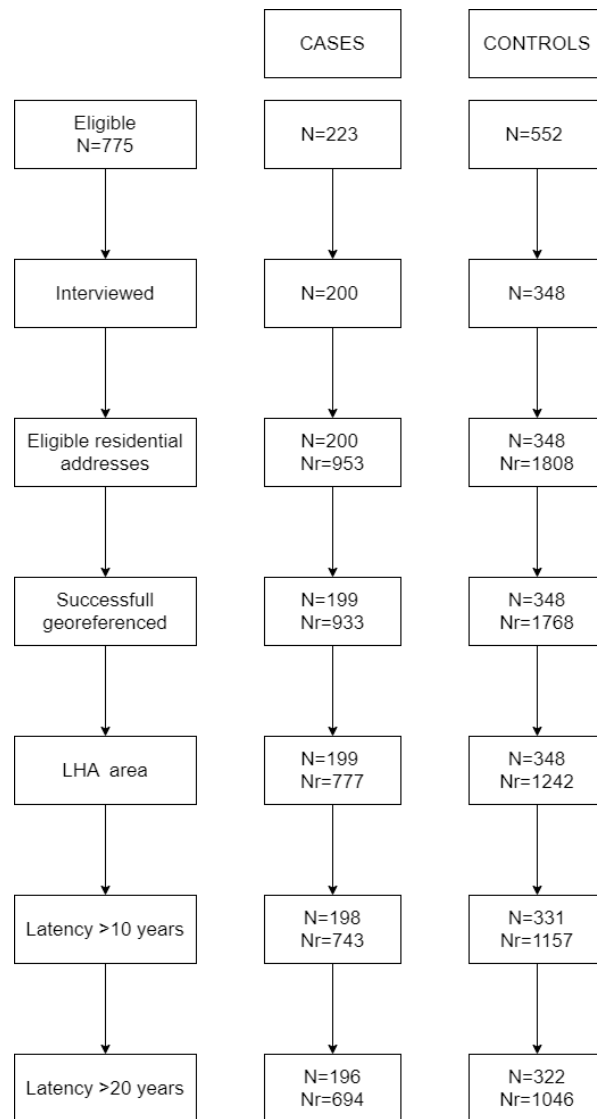 CASES
CONTROLS
Eligible
N=775
N=223
N=552
Interviewed
N=200
N=348
Eligible residential
addresses
N=200
Nr=953
N=348
Nr=1808
Successfull
georeferenced
N=199
Nr=933
N=348
Nr=1768
LHA area
N=199
Nr=777
N=348
Nr=1242
Latency >10 years
N=198
Nr=743
N=331
Nr=1157
Latency >20 years
N=196
Nr=694
N=322
Nr=1046